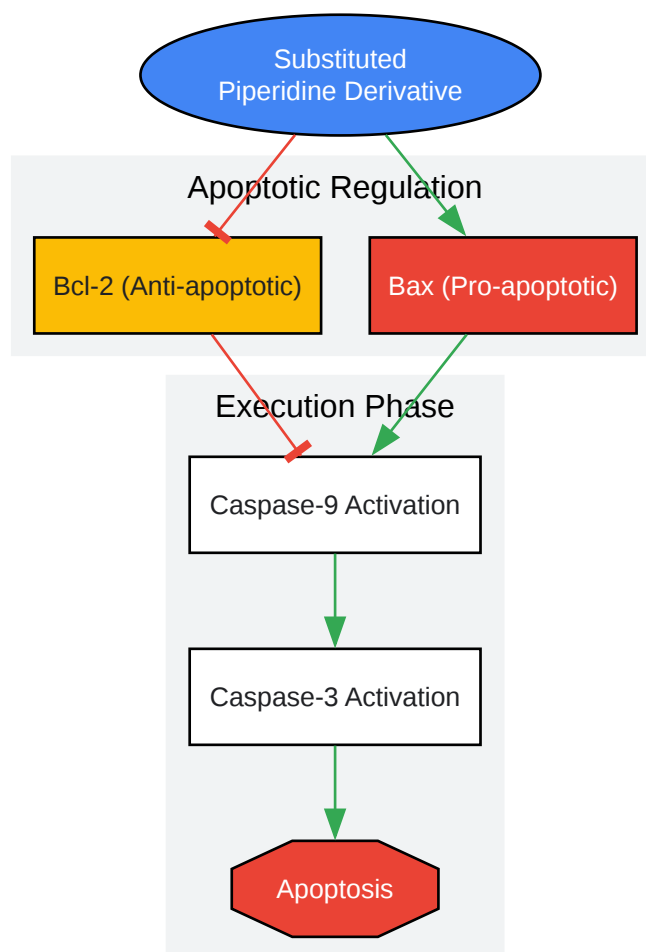 Substituted
Piperidine Derivative
Apoptotic Regulation
Bcl-2 (Anti-apoptotic)
Bax (Pro-apoptotic)
Execution Phase
Caspase-9 Activation
Caspase-3 Activation
Apoptosis